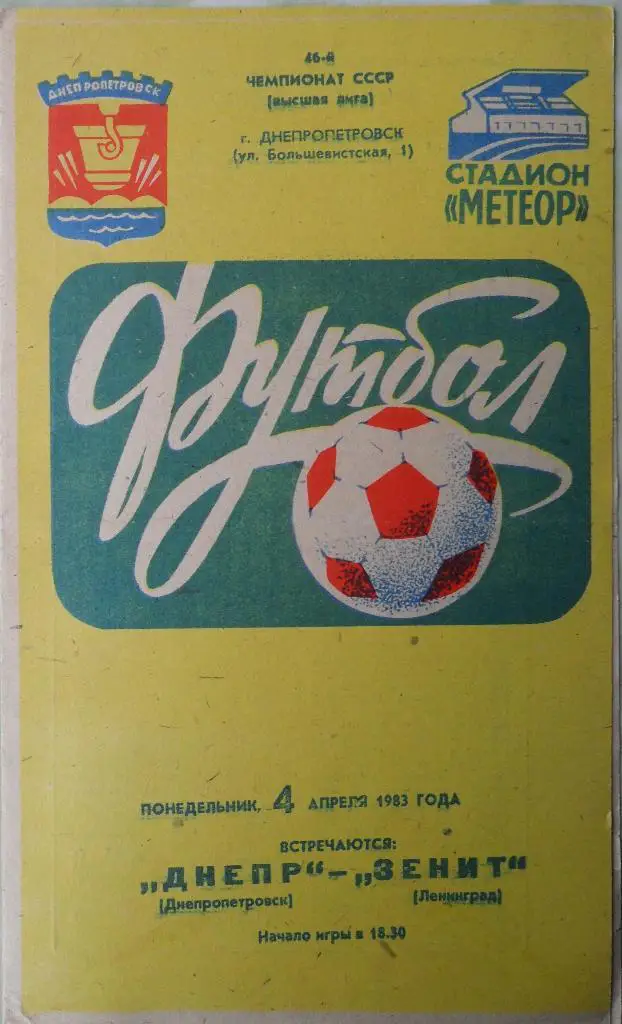 ДНЕПРОПЕТРОВСК
46-й
ЧЕМПИОНАТ СССР
(высшая лига)
г. ДНЕПРОПЕТРОВСК
(ул. Большевистская, 1)
СТАДИОН
«МЕТЕОР»
Футбол
ПОНЕДЕЛЬНИК, 4 АПРЕЛЯ 1983 ГОДА
ВСТРЕЧАЮТСЯ:
„ДНЕПР“–„ЗЕНИТ“
(Днепропетровск) (Ленинград)
Начало игры в 18.30